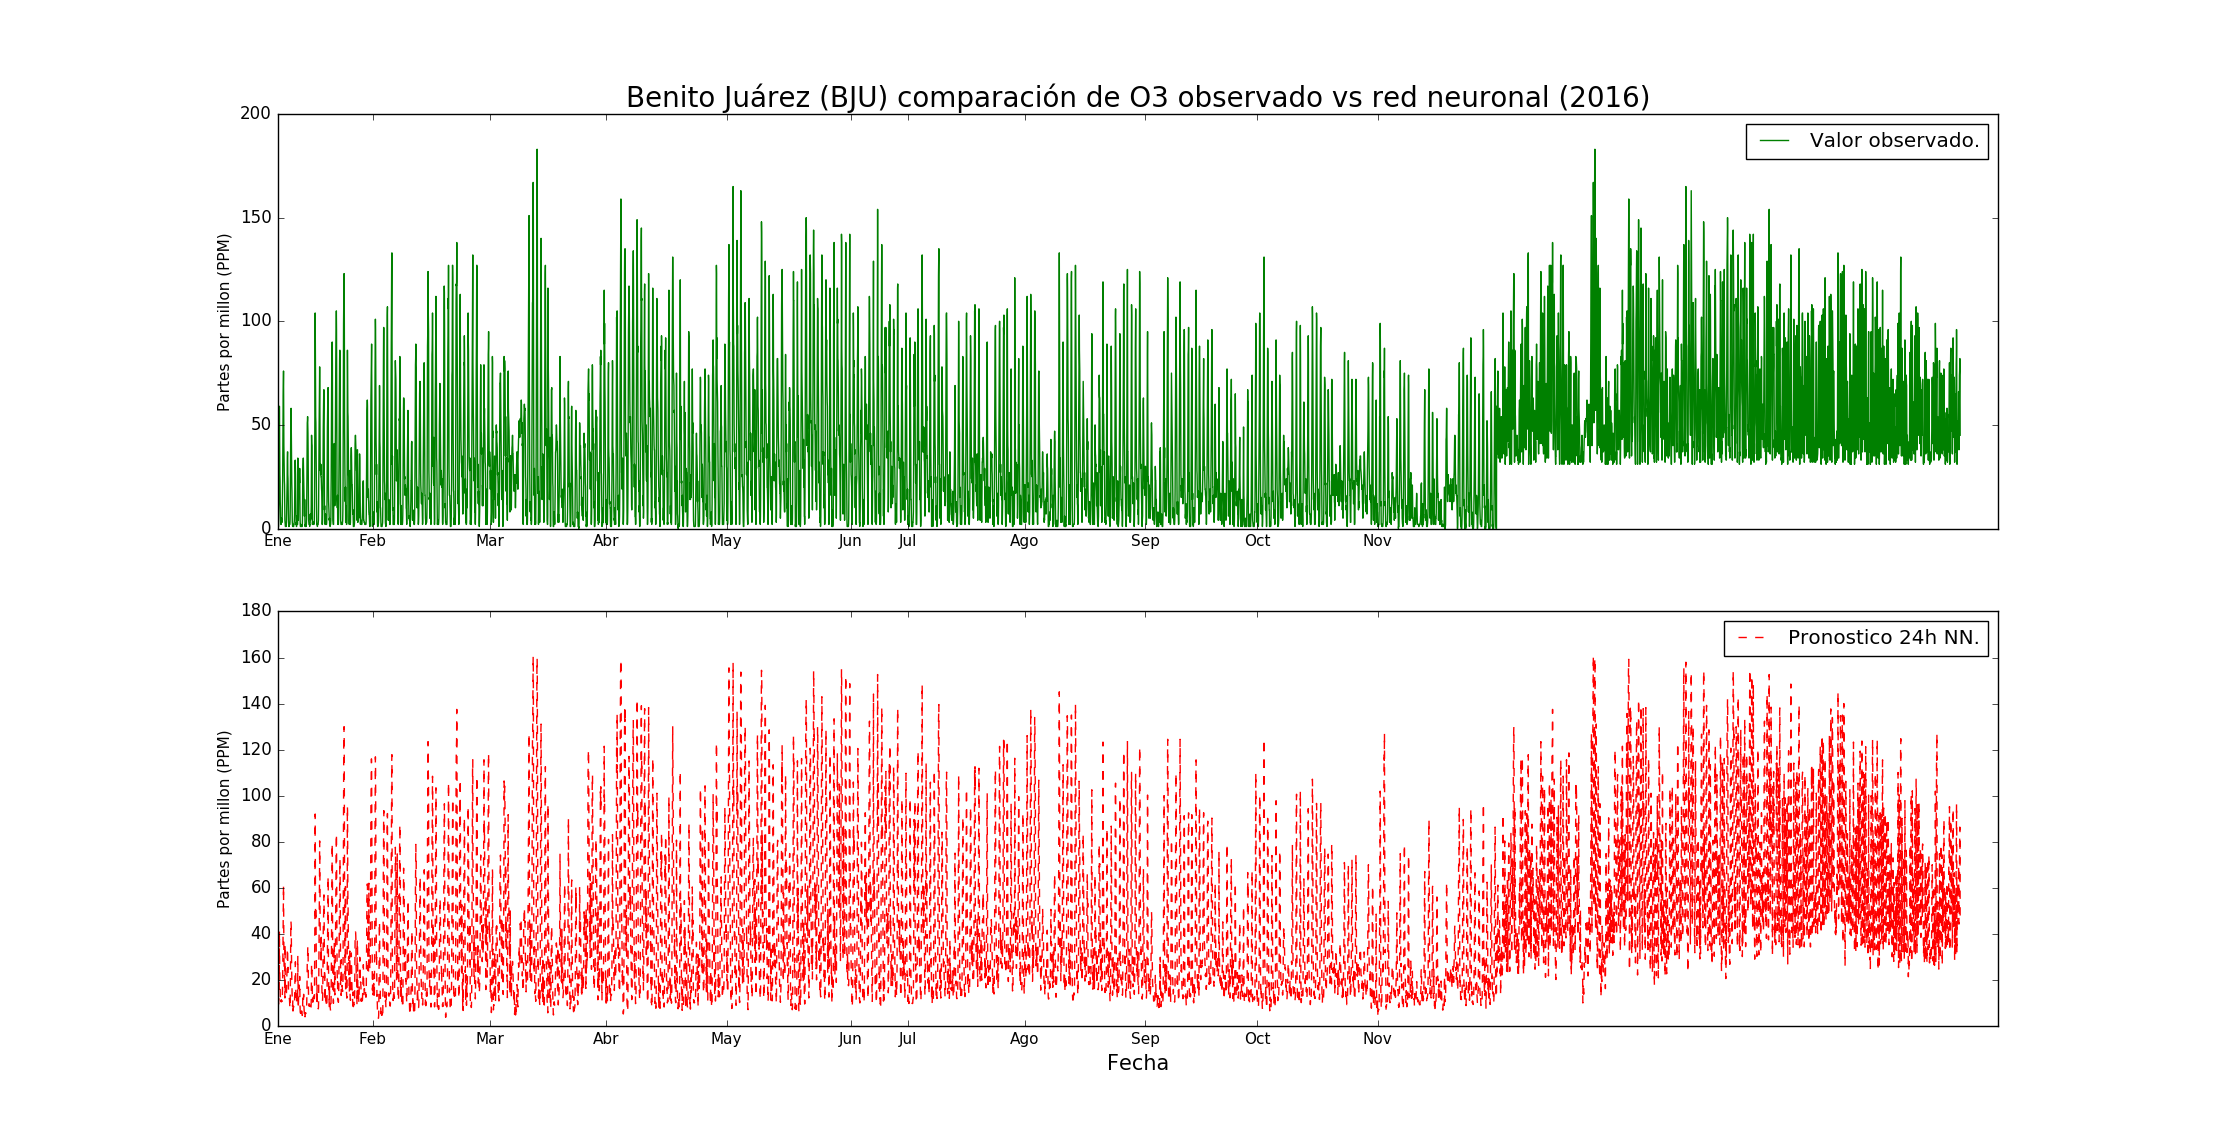 Benito Juárez (BJU) comparación de O3 observado vs red neuronal (2016)
200
150
100
50
0
Partes por millon (PPM)
Valor observado.
Ene Feb Mar Abr May Jun Jul Ago Sep Oct Nov
180
160
140
120
100
80
60
40
20
0
Partes por millon (PPM)
Pronostico 24h NN.
Ene Feb Mar Abr May Jun Jul Ago Sep Oct Nov
Fecha